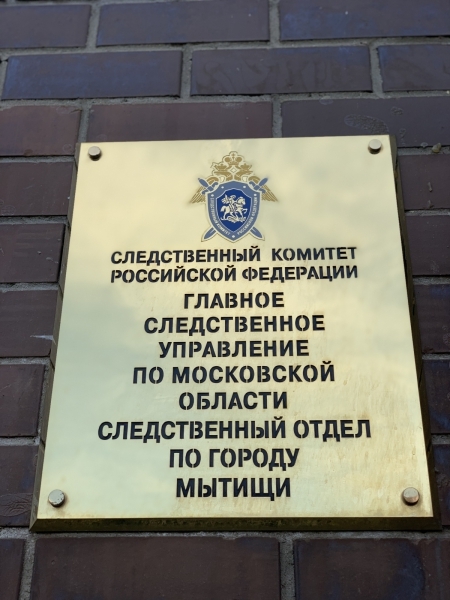 СЛЕДСТВЕННЫЙ КОМИТЕТ
РОССИЙСКОЙ ФЕДЕРАЦИИ
ГЛАВНОЕ
СЛЕДСТВЕННОЕ
УПРАВЛЕНИЕ
ПО МОСКОВСКОЙ
ОБЛАСТИ
СЛЕДСТВЕННЫЙ ОТДЕЛ
ПО ГОРОДУ
МЫТИЩИ